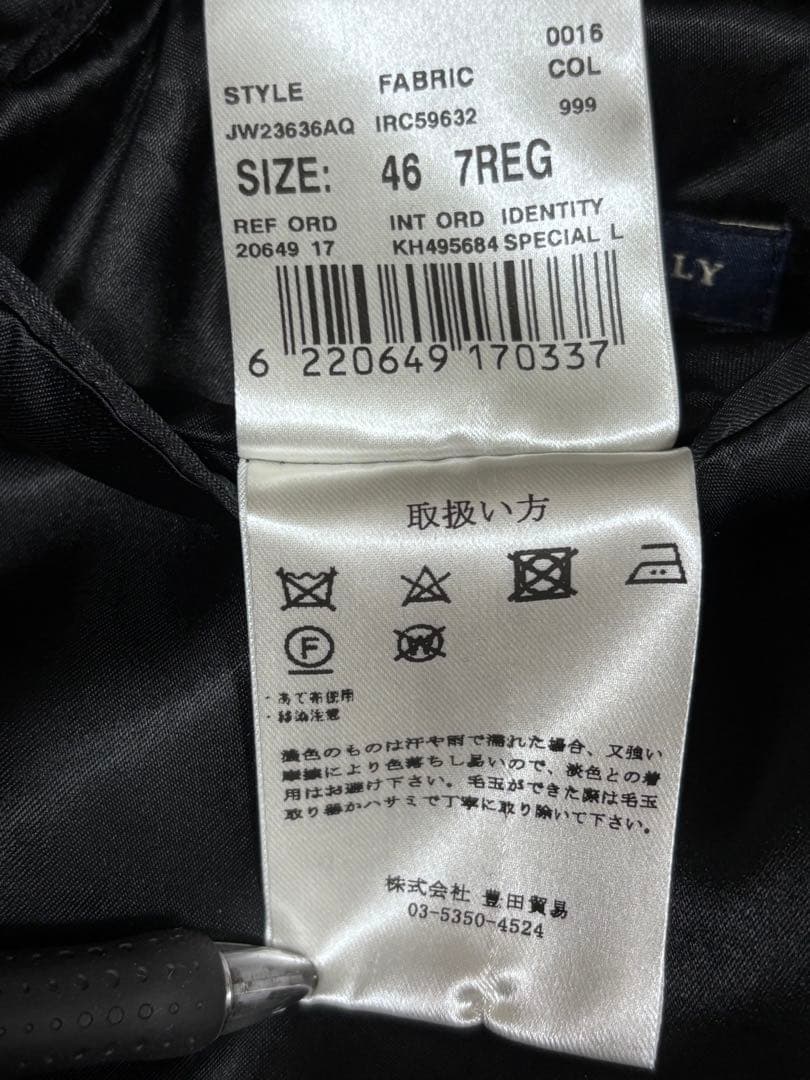 0016
STYLE FABRIC COL
JW23636AQ IRC59632 999
SIZE: 46 7REG
REF ORD INT ORD IDENTITY
20649 17 KH495684 SPECIAL L
6 220649 170337
LY
取扱い方
F
W
・あて布使用
・移染注意
濃色のものは汗や雨で濡れた場合、又強い
摩擦により色落ちし易いので、淡色との着
用はお避け下さい。毛玉ができた際は毛玉
取り器かハサミで丁寧に取り除いて下さい。
株式会社 豊田貿易
03-5350-4524